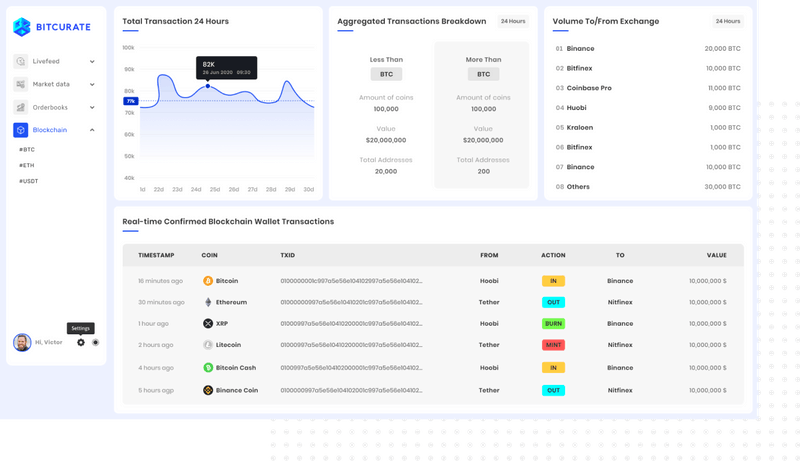 BITCURATE
Livefeed
Market data
Orderbooks
Blockchain
#BTC
#ETH
#USDT
Settings
Hi, Victor
Total Transaction 24 Hours
100k
90k
80k
77k
70k
60k
50k
40k
82K
26 Jun 2020 09:30
1d 22d 23d 24d 25d 26d 27d 28d 29d 30d
Aggregated Transactions Breakdown 24 Hours
Less Than
BTC
Amount of coins
100,000
Value
$20,000,000
Total Addresses
20,000
More Than
BTC
Amount of coins
100,000
Value
$20,000,000
Total Addresses
200
Volume To/From Exchange 24 Hours
01 Binance 20,000 BTC
02 Bitfinex 10,000 BTC
03 Coinbase Pro 11,000 BTC
04 Huobi 9,000 BTC
05 Kraloen 1,000 BTC
06 Bitfinex 1,000 BTC
07 Binance 10,000 BTC
08 Others 30,000 BTC
Real-time Confirmed Blockchain Wallet Transactions
TIMESTAMP COIN TXID FROM ACTION TO VALUE
16 minutes ago Bitcoin Hoobi IN Binance 10,000,000 $
30 minutes ago Ethereum Tether OUT Nitfinex 10,000,000 $
1 hour ago XRP Hoobi BURN Binance 10,000,000 $
2 hours ago Litecoin Tether MINT Nitfinex 10,000,000 $
4 hours ago Bitcoin Cash Hoobi IN Binance 10,000,000 $
5 hours ago Binance Coin Tether OUT Nitfinex 10,000,000 $